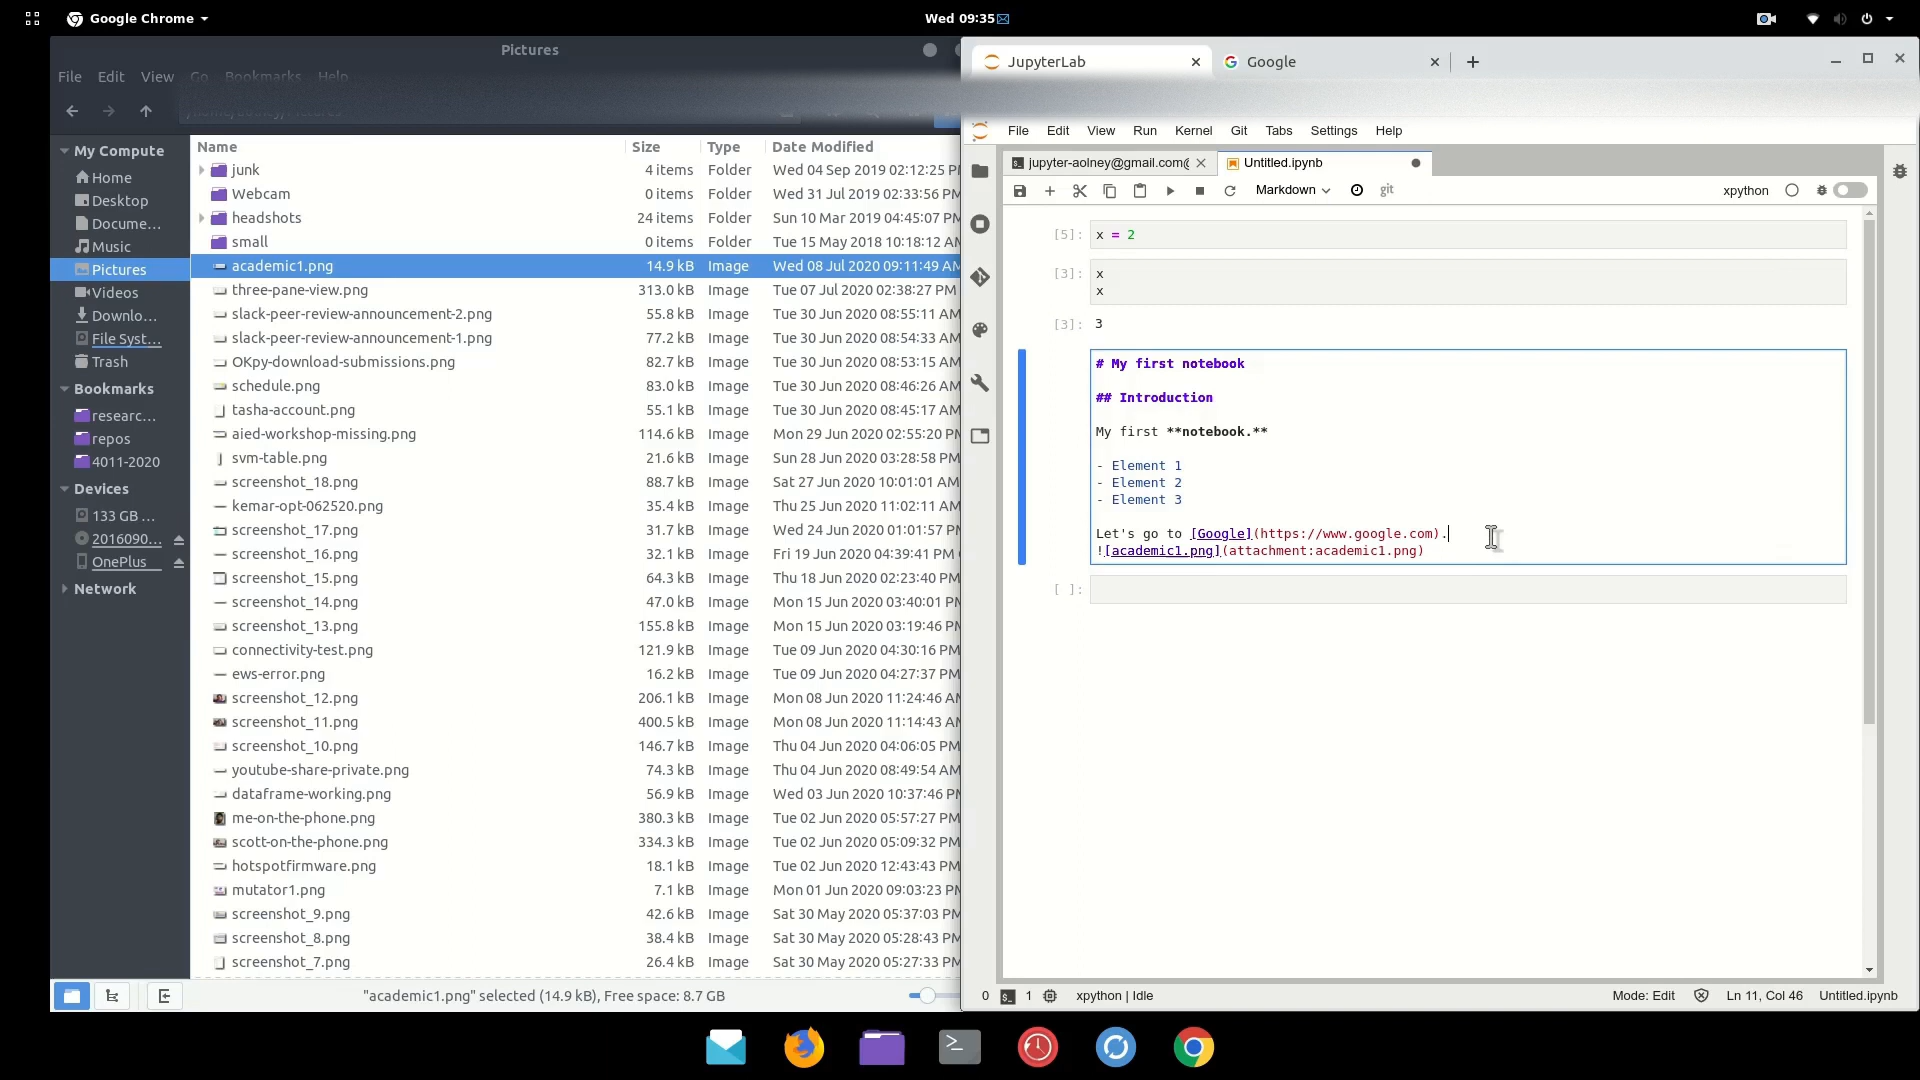 Google Chrome
Wed 09:35
Pictures
File Edit View Go Bookmarks Help
My Compute
Home
Desktop
Docume...
Music
Pictures
Videos
Downlo...
File Syst...
Trash
Bookmarks
researc...
repos
4011-2020
Devices
133 GB ...
2016090...
OnePlus
Network
Name Size Type Date Modified
junk 4 items Folder Wed 04 Sep 2019 02:12:25 P
Webcam 0 items Folder Wed 31 Jul 2019 02:33:56 P
headshots 24 items Folder Sun 10 Mar 2019 04:45:07 PM
small 0 items Folder Tue 15 May 2018 10:18:12 A
academic1.png 14.9 kB Image Wed 08 Jul 2020 09:11:49 AM
three-pane-view.png 313.0 kB Image Tue 07 Jul 2020 02:38:27 PM
slack-peer-review-announcement-2.png 55.8 kB Image Tue 30 Jun 2020 08:55:11 AM
slack-peer-review-announcement-1.png 77.2 kB Image Tue 30 Jun 2020 08:54:33 AM
OKpy-download-submissions.png 82.7 kB Image Tue 30 Jun 2020 08:53:15 AM
schedule.png 83.0 kB Image Tue 30 Jun 2020 08:46:26 AM
tasha-account.png 55.1 kB Image Tue 30 Jun 2020 08:45:17 AM
aied-workshop-missing.png 114.6 kB Image Mon 29 Jun 2020 02:55:20 P
svm-table.png 21.6 kB Image Sun 28 Jun 2020 03:28:58 PM
screenshot_18.png 88.7 kB Image Sat 27 Jun 2020 10:01:01 AM
kemar-opt-062520.png 35.4 kB Image Thu 25 Jun 2020 11:02:11 AM
screenshot_17.png 31.7 kB Image Wed 24 Jun 2020 01:01:57 P
screenshot_16.png 32.1 kB Image Fri 19 Jun 2020 04:39:41 PM
screenshot_15.png 64.3 kB Image Thu 18 Jun 2020 02:23:40 PM
screenshot_14.png 47.0 kB Image Mon 15 Jun 2020 03:40:01 P
screenshot_13.png 155.8 kB Image Mon 15 Jun 2020 03:19:46 P
connectivity-test.png 121.9 kB Image Tue 09 Jun 2020 04:30:16 PM
ews-error.png 16.2 kB Image Tue 09 Jun 2020 04:27:37 PM
screenshot_12.png 206.1 kB Image Mon 08 Jun 2020 11:24:46 A
screenshot_11.png 400.5 kB Image Mon 08 Jun 2020 11:14:43 A
screenshot_10.png 146.7 kB Image Thu 04 Jun 2020 04:06:05 PM
youtube-share-private.png 74.3 kB Image Thu 04 Jun 2020 08:49:54 AM
dataframe-working.png 56.9 kB Image Wed 03 Jun 2020 10:37:46 P
me-on-the-phone.png 380.3 kB Image Tue 02 Jun 2020 05:57:27 PM
scott-on-the-phone.png 334.3 kB Image Tue 02 Jun 2020 05:09:32 PM
hotspotfirmware.png 18.1 kB Image Tue 02 Jun 2020 12:43:43 PM
mutator1.png 7.1 kB Image Mon 01 Jun 2020 09:03:23 P
screenshot_9.png 42.6 kB Image Sat 30 May 2020 05:37:03 PM
screenshot_8.png 38.4 kB Image Sat 30 May 2020 05:28:43 PM
screenshot_7.png 26.4 kB Image Sat 30 May 2020 05:27:33 PM
"academic1.png" selected (14.9 kB), Free space: 8.7 GB
JupyterLab Google
File Edit View Run Kernel Git Tabs Settings Help
jupyter-aolney@gmail.com( Untitled.ipynb
Markdown git xpython
[5]: x = 2
[3]: x
x
[3]: 3
# My first notebook
## Introduction
My first **notebook.**
- Element 1
- Element 2
- Element 3
Let's go to [Google](https://www.google.com).
![academic1.png](attachment:academic1.png)
[ ]:
0 1 xpython | Idle Mode: Edit Ln 11, Col 46 Untitled.ipynb